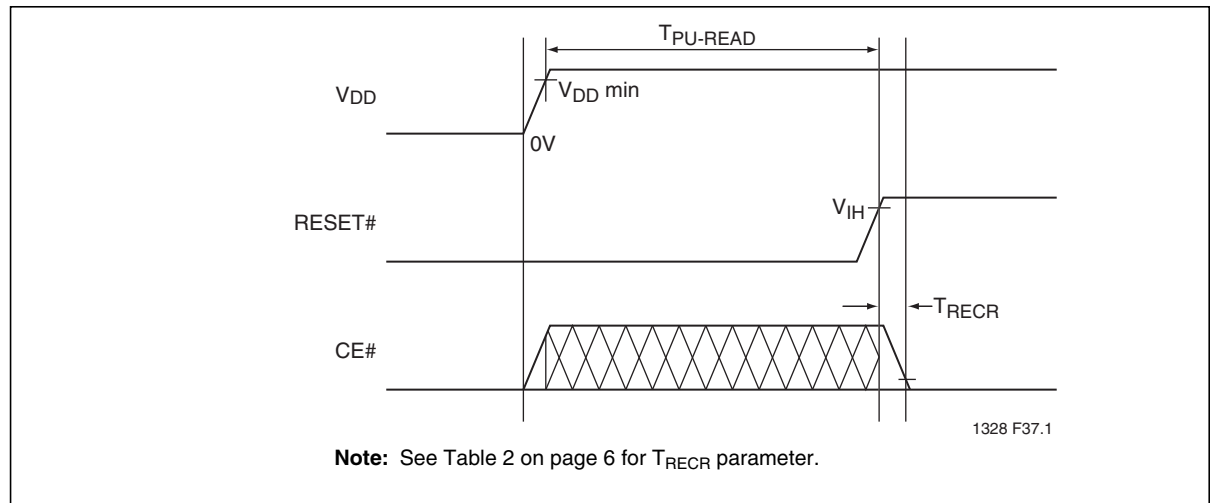 TPU-READ
VDD
VDD min
0V
RESET#
VIH
TRECR
CE#
1328 F37.1
Note: See Table 2 on page 6 for TRECR parameter.